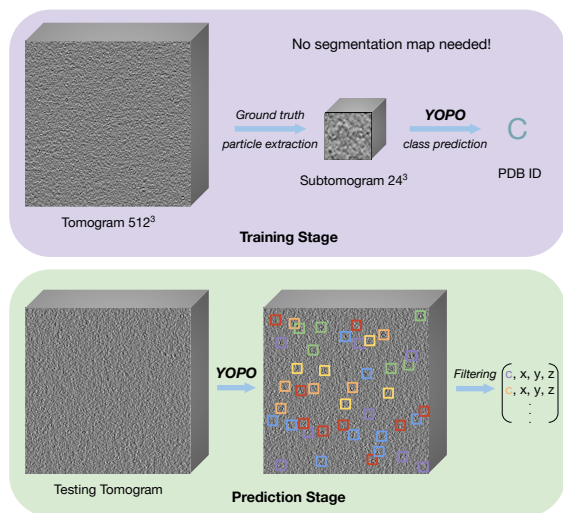 No segmentation map needed!
Ground truth
particle extraction
YOPO
class prediction
C
PDB ID
Subtomogram 24³
Tomogram 512³
Training Stage
YOPO
Filtering
c, x, y, z
c, x, y, z
.
.
.
.
Testing Tomogram
Prediction Stage